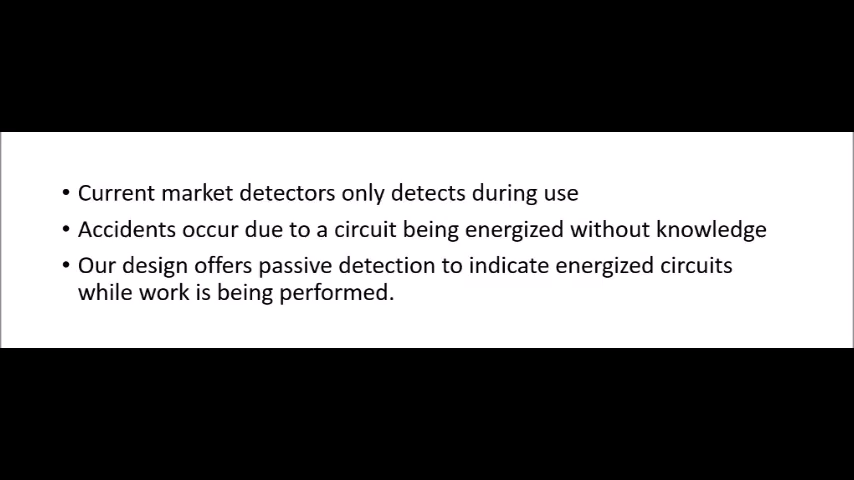 • Current market detectors only detects during use
• Accidents occur due to a circuit being energized without knowledge
• Our design offers passive detection to indicate energized circuits
while work is being performed.